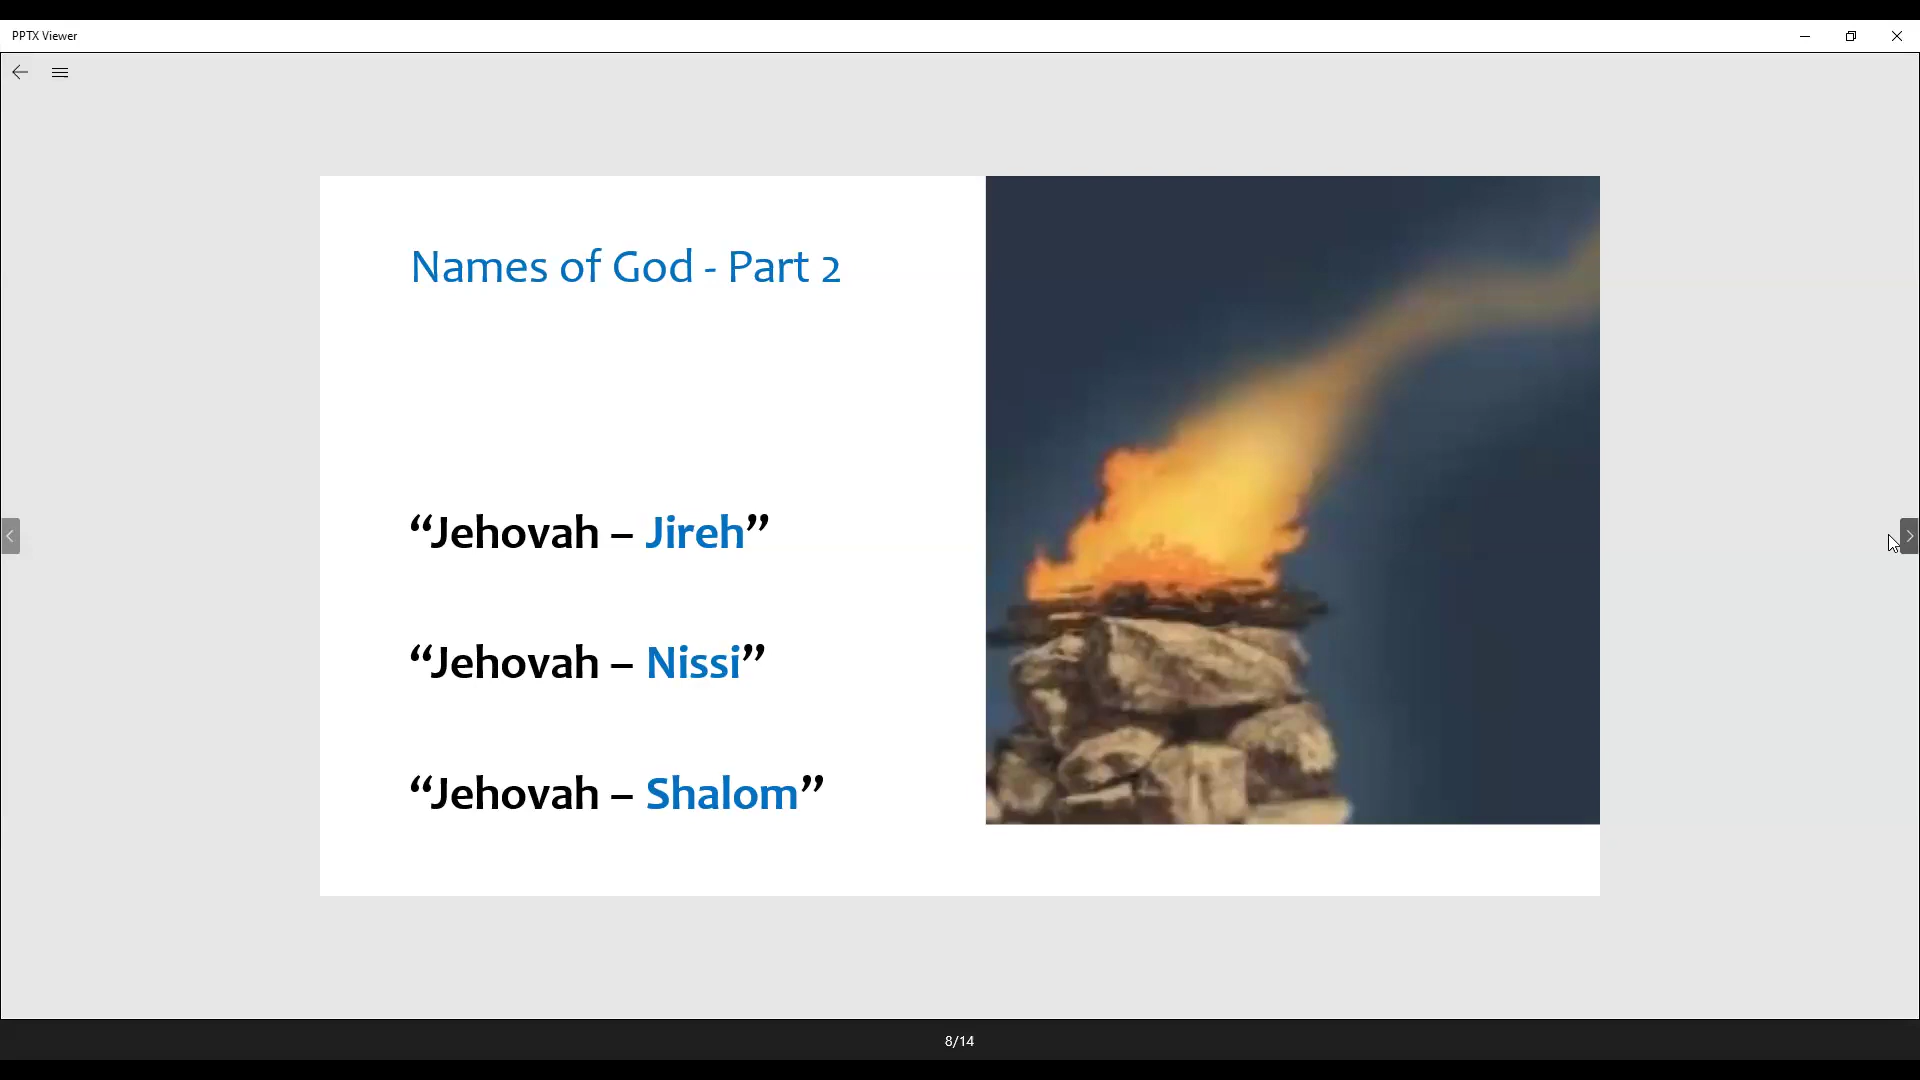 PPTX Viewer
Names of God - Part 2
“Jehovah – Jireh”
“Jehovah – Nissi”
“Jehovah – Shalom”
8/14